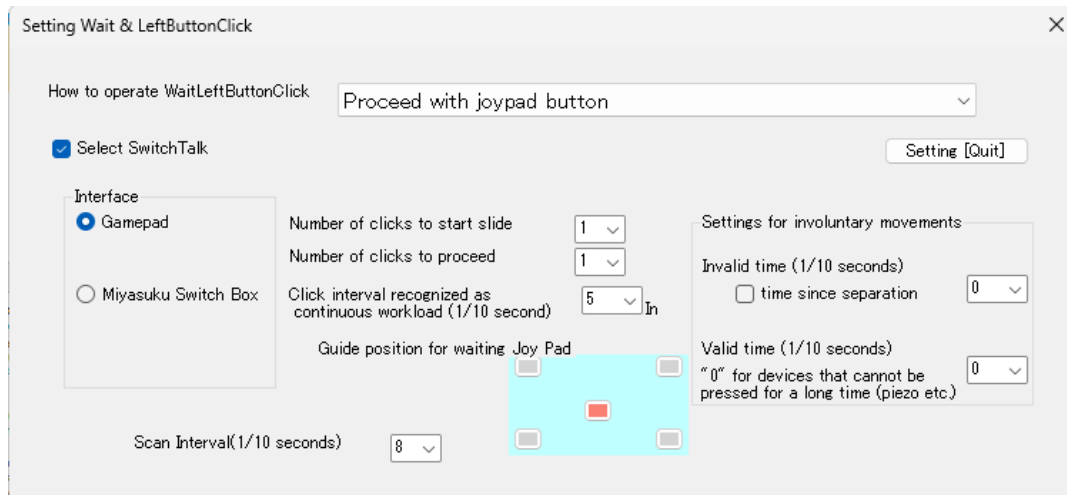 Setting Wait & LeftButtonClick
How to operate WaitLeftButtonClick
Proceed with joypad button
Select SwitchTalk
Setting [Quit]
Interface
Gamepad
Miyasuku Switch Box
Number of clicks to start slide
1
Number of clicks to proceed
1
Click interval recognized as
continuous workload (1/10 second)
5
In
Guide position for waiting Joy Pad
Scan Interval(1/10 seconds)
8
Settings for involuntary movements
Invalid time (1/10 seconds)
time since separation
0
Valid time (1/10 seconds)
"0" for devices that cannot be
pressed for a long time (piezo etc.)
0